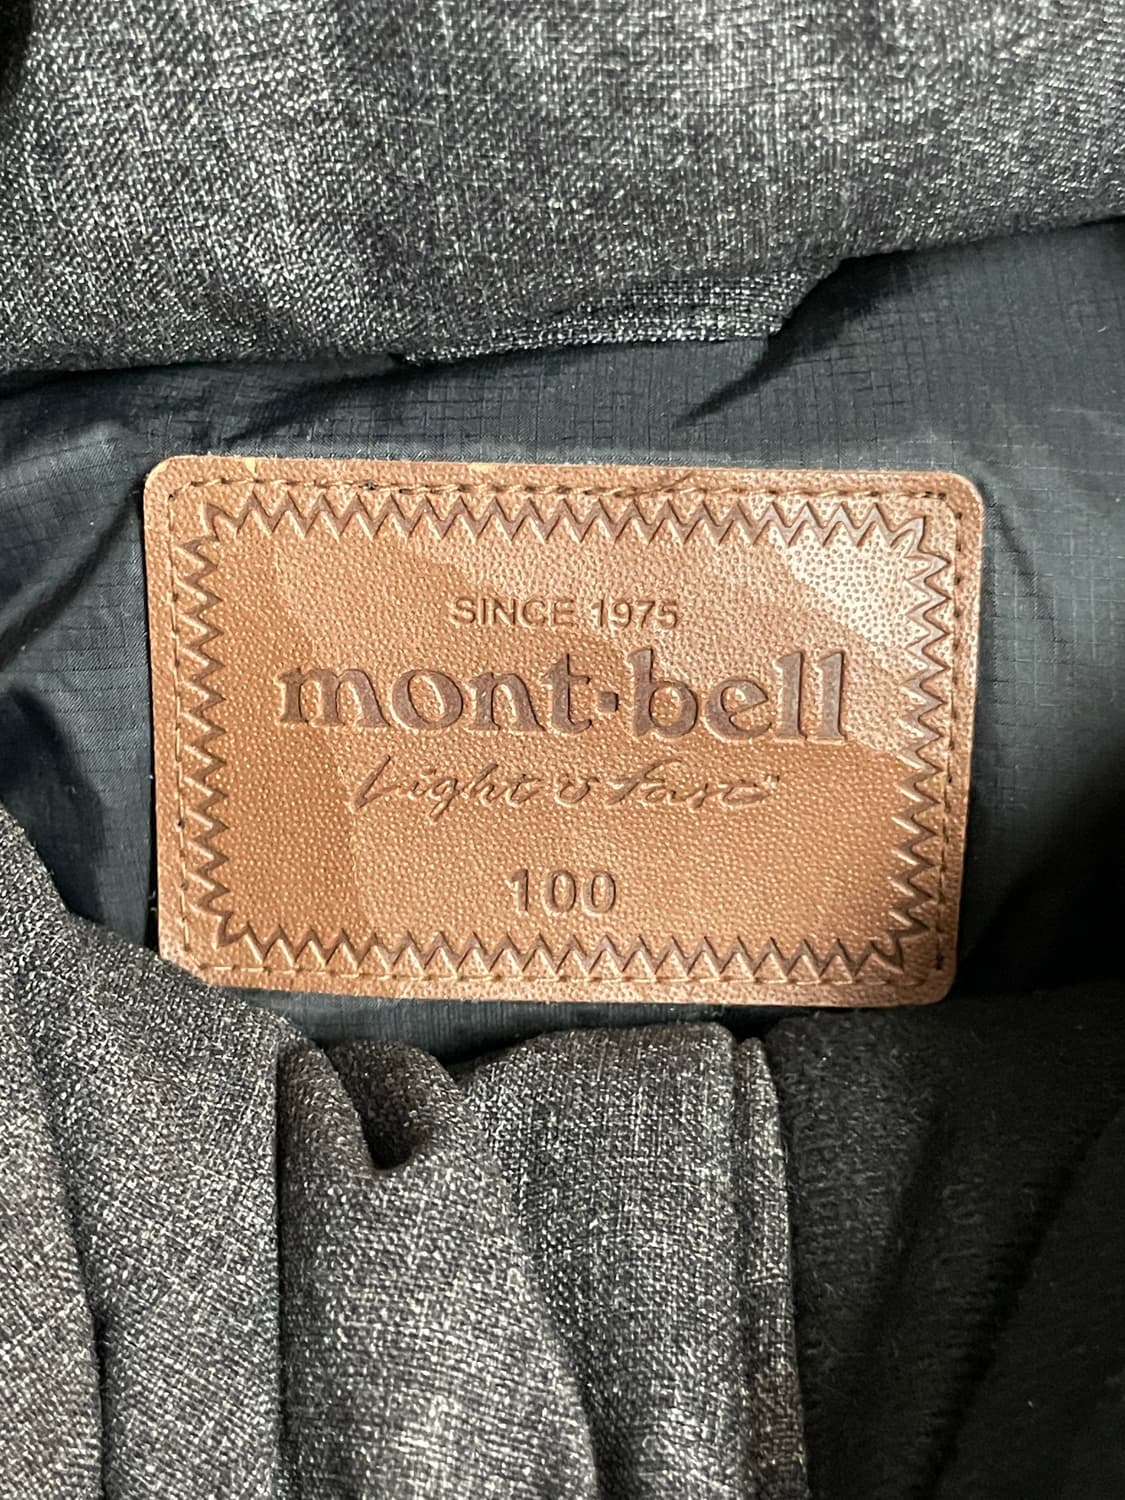 SINCE 1975
mont·bell
Light & Fast
100